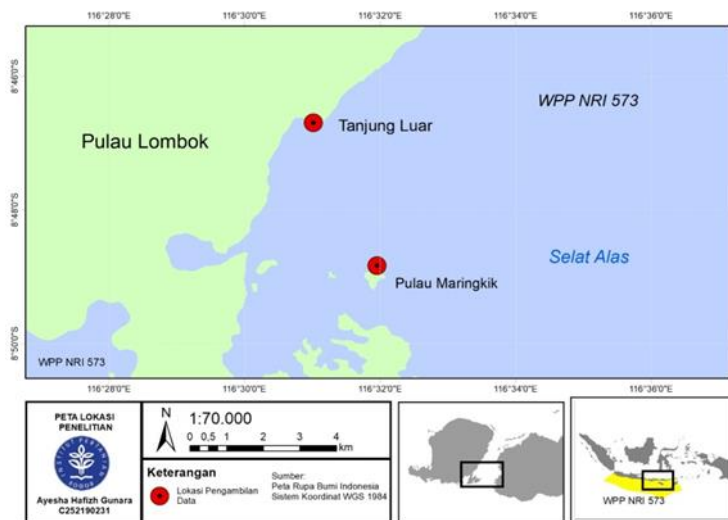 116°28'0"E 116°30'0"E 116°32'0"E 116°34'0"E 116°36'0"E
8°46'0"S
8°48'0"S
8°50'0"S
WPP NRI 573
Tanjung Luar
Pulau Lombok
Selat Alas
Pulau Maringkik
WPP NRI 573
116°28'0"E 116°30'0"E 116°32'0"E 116°34'0"E 116°36'0"E
PETA LOKASI
PENELITIAN
INSTITUT PERTANIAN
BOGOR
Ayesha Hafizh Gunara
C252190231
N
1:70.000
0 0,5 1 2 3 4
km
Keterangan
Lokasi Pengambilan
Data
Sumber:
Peta Rupa Bumi Indonesia
Sistem Koordinat WGS 1984
WPP NRI 573